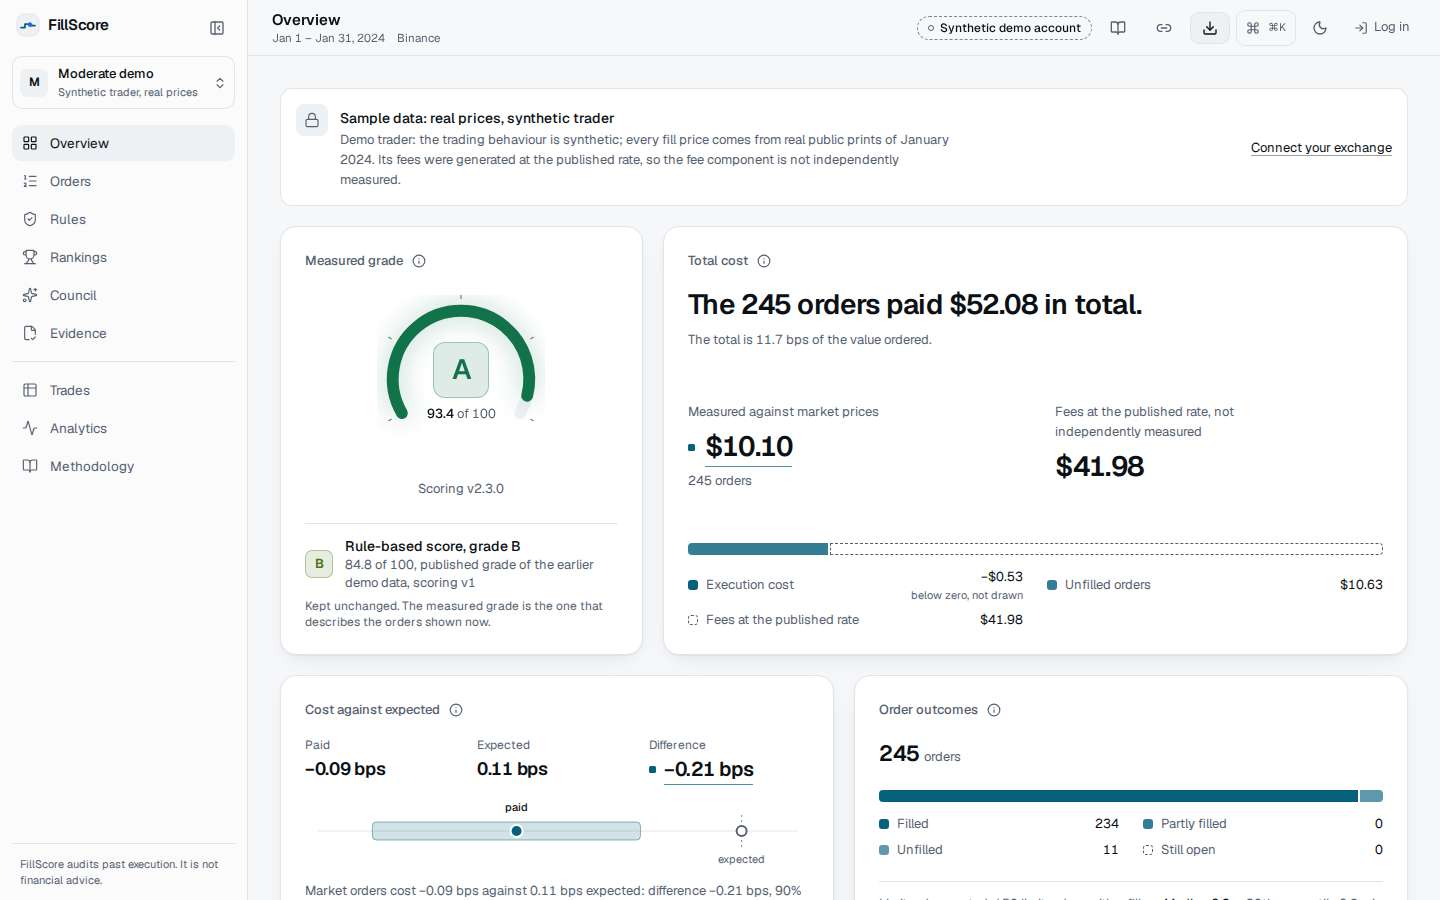 FillScore
Moderate demo
M
Synthetic trader, real prices
Overview
Orders
Rules
Rankings
Council
Evidence
Trades
Analytics
Methodology
FillScore audits past execution. It is not
financial advice.
Overview
Jan 1 – Jan 31, 2024 Binance
Synthetic demo account
⌘ ⌘K
Log in
Sample data: real prices, synthetic trader
Demo trader: the trading behaviour is synthetic; every fill price comes from real public prints of January
2024. Its fees were generated at the published rate, so the fee component is not independently
measured.
Connect your exchange
Measured grade
A
93.4 of 100
Scoring v2.3.0
B
Rule-based score, grade B
84.8 of 100, published grade of the earlier
demo data, scoring v1
Kept unchanged. The measured grade is the one that
describes the orders shown now.
Total cost
The 245 orders paid $52.08 in total.
The total is 11.7 bps of the value ordered.
Measured against market prices
$10.10
245 orders
Fees at the published rate, not
independently measured
$41.98
Execution cost −$0.53
below zero, not drawn
Unfilled orders $10.63
Fees at the published rate $41.98
Cost against expected
Paid Expected Difference
−0.09 bps 0.11 bps −0.21 bps
paid
expected
Market orders cost −0.09 bps against 0.11 bps expected: difference −0.21 bps, 90%
Order outcomes
245 orders
Filled 234 Partly filled 0
Unfilled 11 Still open 0